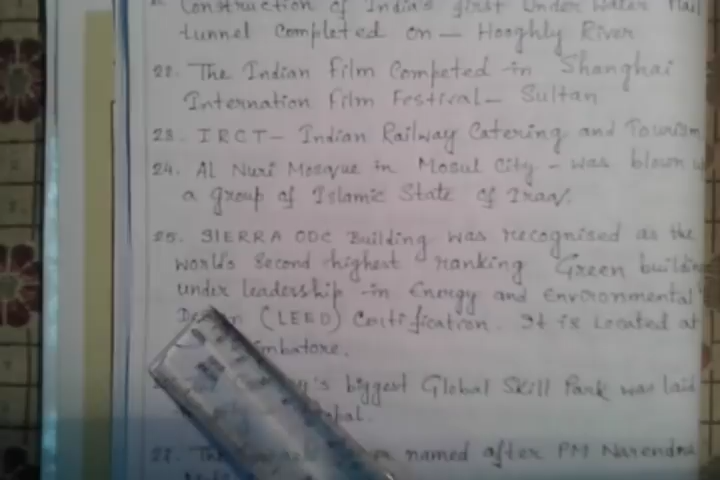 Construction of India's first Under Water Rail
tunnel completed on - Hooghly River
22. The Indian film Competed in Shanghai
Internation Film Festival - Sultan
23. IRCT - Indian Railway Catering and Tourism
24. Al Nuri Mosque in Mosul City - was blown
a group of Islamic State of Iraq.
25. SIERRA ODC Building was recognised as the
world's Second highest ranking Green building
under leadership in Energy and Environmental
(LEED) Certification. It is Located at
biggest Global Skill Park was laid
27. named after PM Narendra